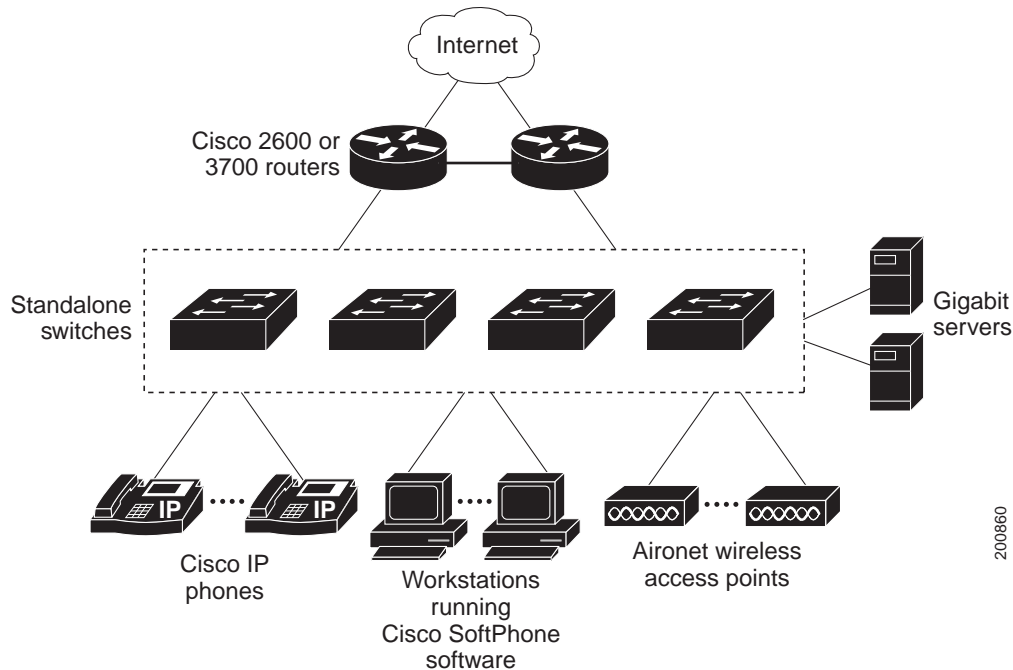 Internet
Cisco 2600 or
3700 routers
Standalone
switches
Gigabit
servers
IP
IP
Cisco IP
phones
Workstations
running
Cisco SoftPhone
software
Aironet wireless
access points
200860